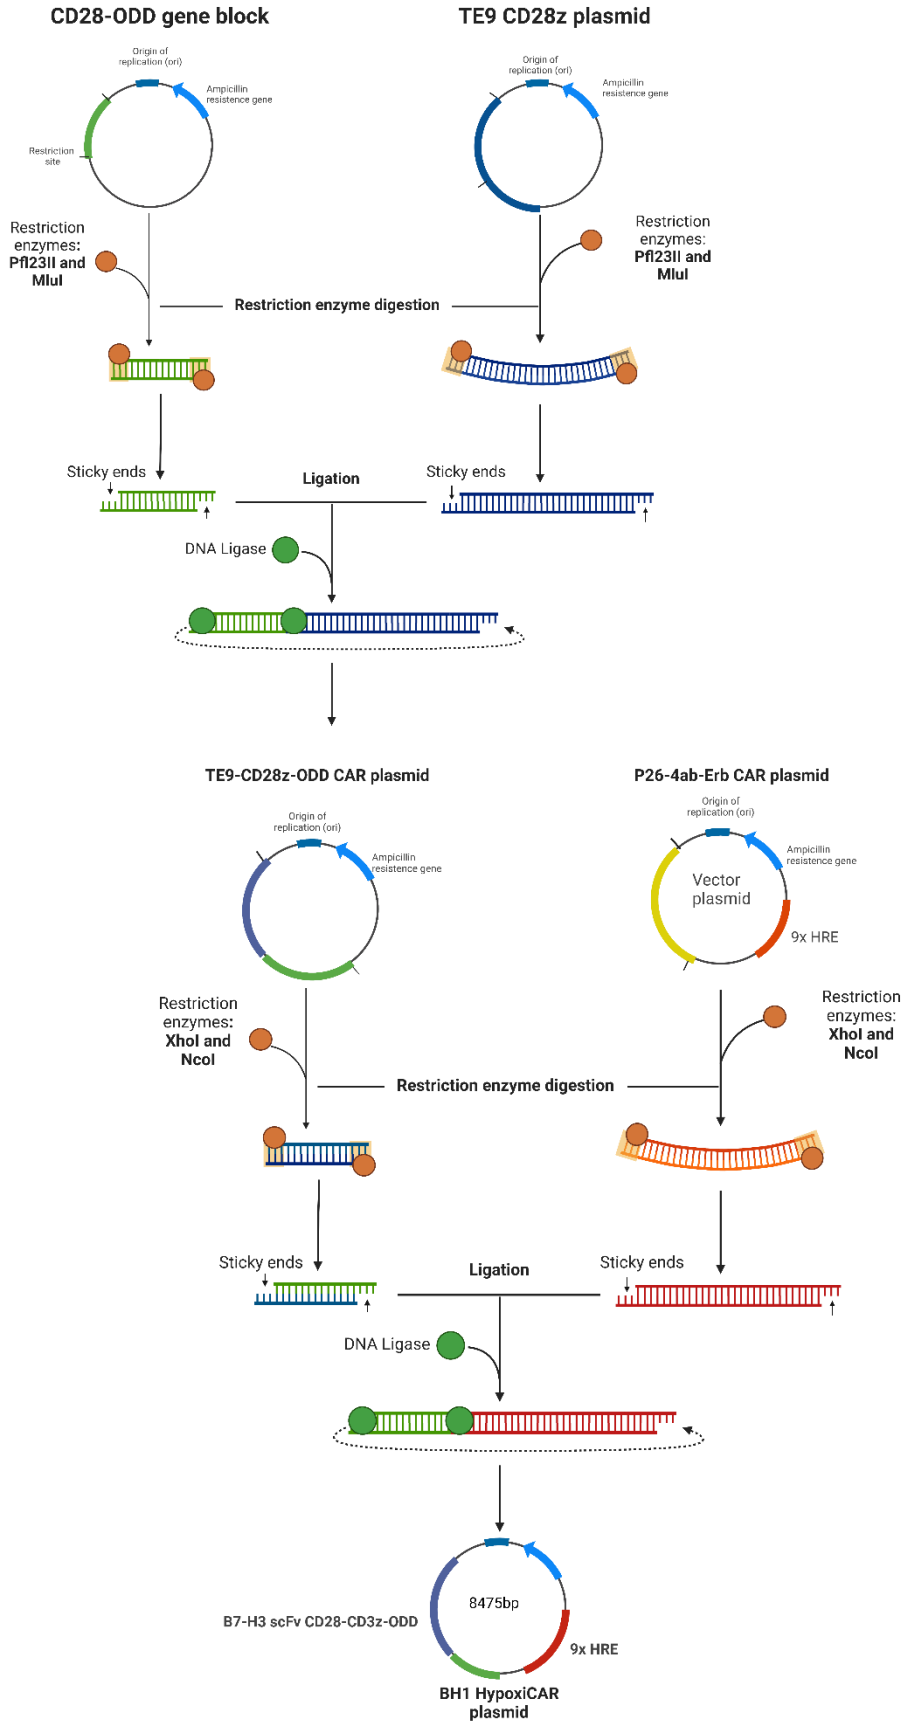 CD28-ODD gene block
TE9 CD28z plasmid
Origin of
replication (ori)
Ampicillin
resistence gene
Restriction
site
Origin of
replication (ori)
Ampicillin
resistence gene
Restriction
enzymes:
Pfl23II and
MluI
Restriction
enzymes:
Pfl23II and
MluI
Restriction enzyme digestion
Sticky ends
Ligation
Sticky ends
DNA Ligase
TE9-CD28z-ODD CAR plasmid
P26-4ab-Erb CAR plasmid
Origin of
replication (ori)
Ampicillin
resistence gene
Origin of
replication (ori)
Ampicillin
resistence gene
Vector
plasmid
9x HRE
Restriction
enzymes:
XhoI and
NcoI
Restriction
enzymes:
XhoI and
NcoI
Restriction enzyme digestion
Sticky ends
Ligation
Sticky ends
DNA Ligase
8475bp
B7-H3 scFv CD28-CD3z-ODD
9x HRE
BH1 HypoxiCAR
plasmid